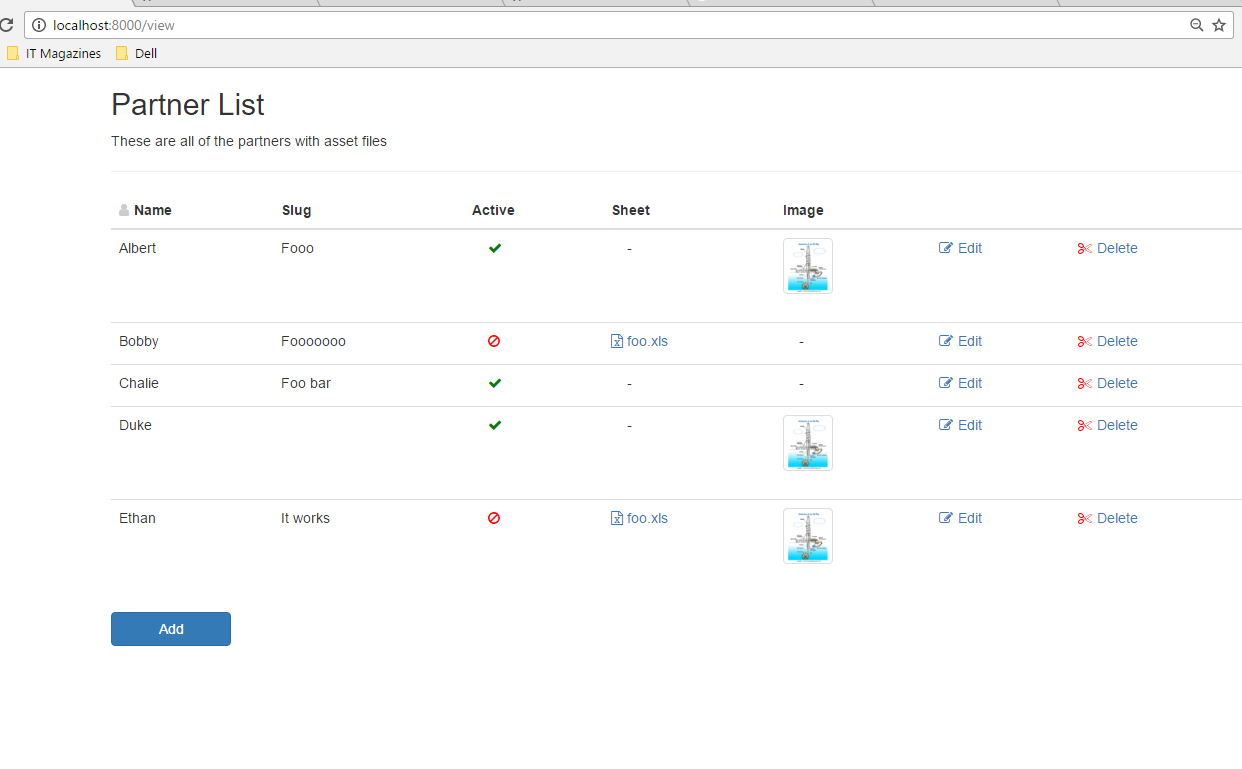 localhost:8000/view
IT Magazines Dell
Partner List
These are all of the partners with asset files
Name Slug Active Sheet Image
Albert Fooo - Edit Delete
Bobby Fooooooo foo.xls - Edit Delete
Chalie Foo bar - - Edit Delete
Duke - Edit Delete
Ethan It works foo.xls Edit Delete
Add